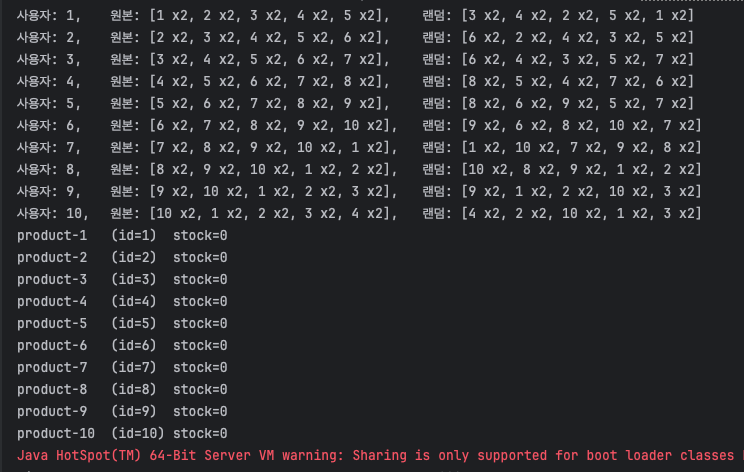 사용자: 1, 원본: [1 x2, 2 x2, 3 x2, 4 x2, 5 x2], 랜덤: [3 x2, 4 x2, 2 x2, 5 x2, 1 x2]
사용자: 2, 원본: [2 x2, 3 x2, 4 x2, 5 x2, 6 x2], 랜덤: [6 x2, 2 x2, 4 x2, 3 x2, 5 x2]
사용자: 3, 원본: [3 x2, 4 x2, 5 x2, 6 x2, 7 x2], 랜덤: [6 x2, 4 x2, 3 x2, 5 x2, 7 x2]
사용자: 4, 원본: [4 x2, 5 x2, 6 x2, 7 x2, 8 x2], 랜덤: [8 x2, 5 x2, 4 x2, 7 x2, 6 x2]
사용자: 5, 원본: [5 x2, 6 x2, 7 x2, 8 x2, 9 x2], 랜덤: [8 x2, 6 x2, 9 x2, 5 x2, 7 x2]
사용자: 6, 원본: [6 x2, 7 x2, 8 x2, 9 x2, 10 x2], 랜덤: [9 x2, 6 x2, 8 x2, 10 x2, 7 x2]
사용자: 7, 원본: [7 x2, 8 x2, 9 x2, 10 x2, 1 x2], 랜덤: [1 x2, 10 x2, 7 x2, 9 x2, 8 x2]
사용자: 8, 원본: [8 x2, 9 x2, 10 x2, 1 x2, 2 x2], 랜덤: [10 x2, 8 x2, 9 x2, 1 x2, 2 x2]
사용자: 9, 원본: [9 x2, 10 x2, 1 x2, 2 x2, 3 x2], 랜덤: [9 x2, 1 x2, 2 x2, 10 x2, 3 x2]
사용자: 10, 원본: [10 x2, 1 x2, 2 x2, 3 x2, 4 x2], 랜덤: [4 x2, 2 x2, 10 x2, 1 x2, 3 x2]
product-1 (id=1) stock=0
product-2 (id=2) stock=0
product-3 (id=3) stock=0
product-4 (id=4) stock=0
product-5 (id=5) stock=0
product-6 (id=6) stock=0
product-7 (id=7) stock=0
product-8 (id=8) stock=0
product-9 (id=9) stock=0
product-10 (id=10) stock=0
Java HotSpot(TM) 64-Bit Server VM warning: Sharing is only supported for boot loader classes